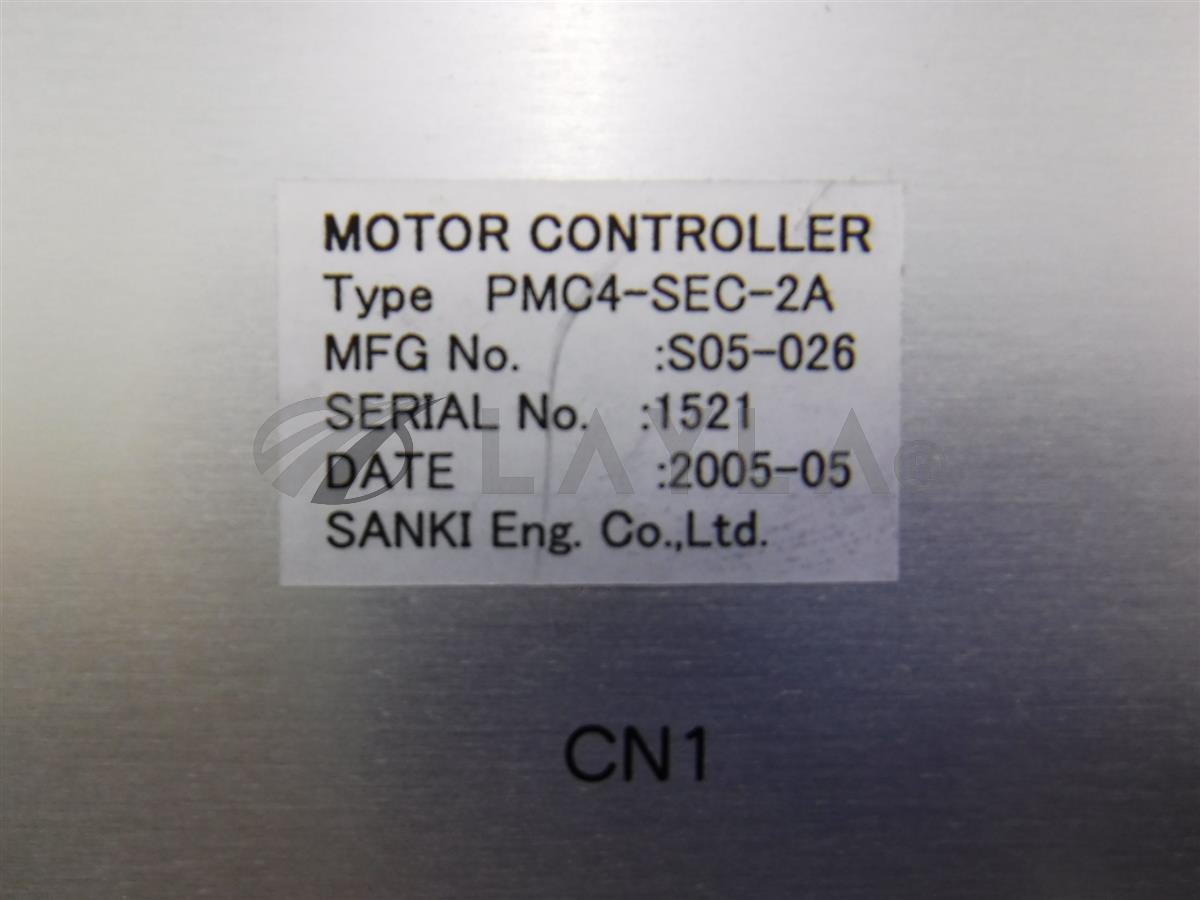 MOTOR CONTROLLER
Type PMC4-SEC-2A
MFG No. :S05-026
SERIAL No. :1521
LAYLA®
DATE :2005-05
SANKI Eng. Co.,Ltd.
CN1